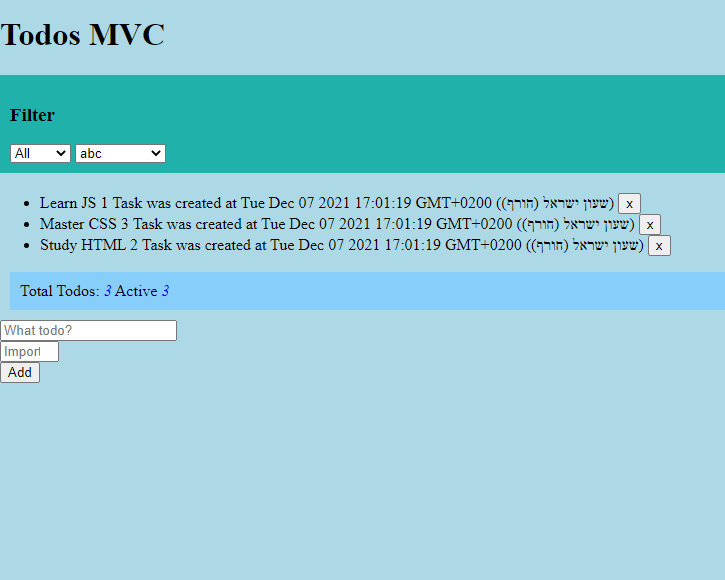 Todos MVC
Filter
All abc
Learn JS 1 Task was created at Tue Dec 07 2021 17:01:19 GMT+0200 ((שעון ישראל (חורף) x
Master CSS 3 Task was created at Tue Dec 07 2021 17:01:19 GMT+0200 ((שעון ישראל (חורף) x
Study HTML 2 Task was created at Tue Dec 07 2021 17:01:19 GMT+0200 ((שעון ישראל (חורף) x
Total Todos: 3 Active 3
What todo?
Import
Add